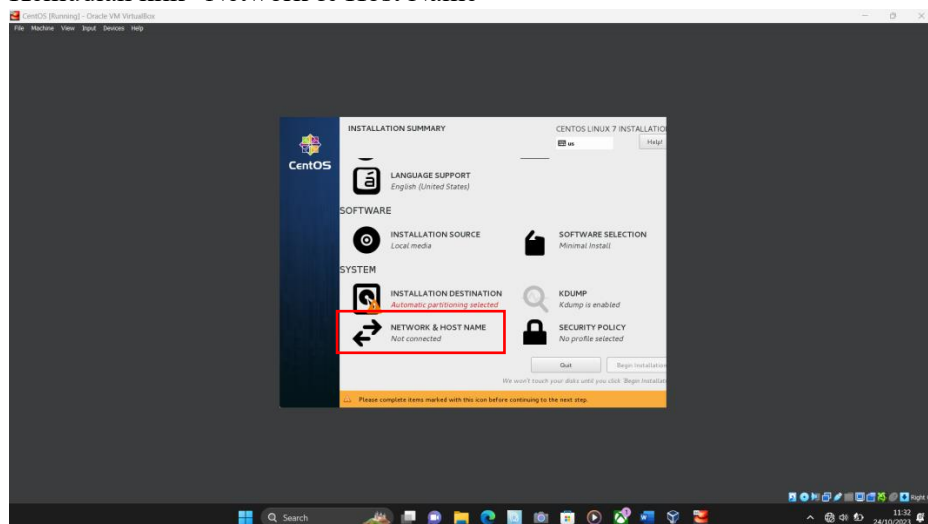 CentOS [Running] - Oracle VM VirtualBox
File Machine View Input Devices Help
INSTALLATION SUMMARY
CENTOS LINUX 7 INSTALLATIO
us
Help!
CentOS
LANGUAGE SUPPORT
English (United States)
SOFTWARE
INSTALLATION SOURCE
Local media
SOFTWARE SELECTION
Minimal Install
SYSTEM
INSTALLATION DESTINATION
Automatic partitioning selected
KDUMP
Kdump is enabled
NETWORK & HOST NAME
Not connected
SECURITY POLICY
No profile selected
Quit
Begin Installation
We won't touch your disks until you click 'Begin Installati
Please complete items marked with this icon before continuing to the next step.
Right
Search
11:32
24/10/2023